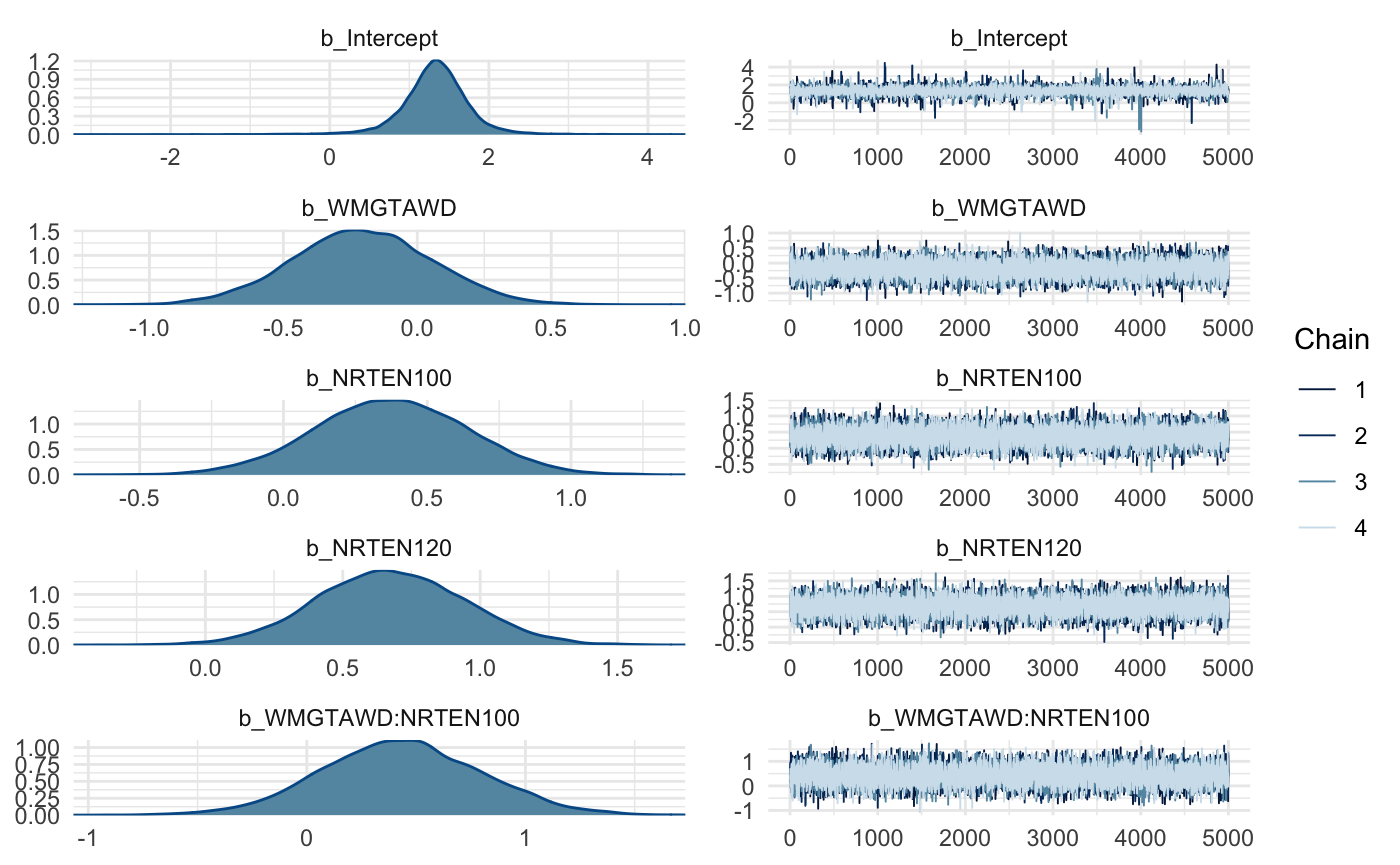 b_Intercept
1.2
0.9
0.6
0.3
0.0
-2 0 2 4
b_Intercept
4
2
0
-2
0 1000 2000 3000 4000 5000
b_WMGTAWD
1.5
1.0
0.5
0.0
-1.0 -0.5 0.0 0.5 1.0
b_WMGTAWD
1.0
0.5
0.0
-0.5
-1.0
0 1000 2000 3000 4000 5000
b_NRTEN100
1.0
0.5
0.0
-0.5 0.0 0.5 1.0
b_NRTEN100
1.5
1.0
0.5
0.0
-0.5
0 1000 2000 3000 4000 5000
b_NRTEN120
1.0
0.5
0.0
0.0 0.5 1.0 1.5
b_NRTEN120
1.5
1.0
0.5
0.0
-0.5
0 1000 2000 3000 4000 5000
b_WMGTAWD:NRTEN100
1.00
0.75
0.50
0.25
0.00
-1 0 1
b_WMGTAWD:NRTEN100
1
0
-1
0 1000 2000 3000 4000 5000
Chain
1
2
3
4